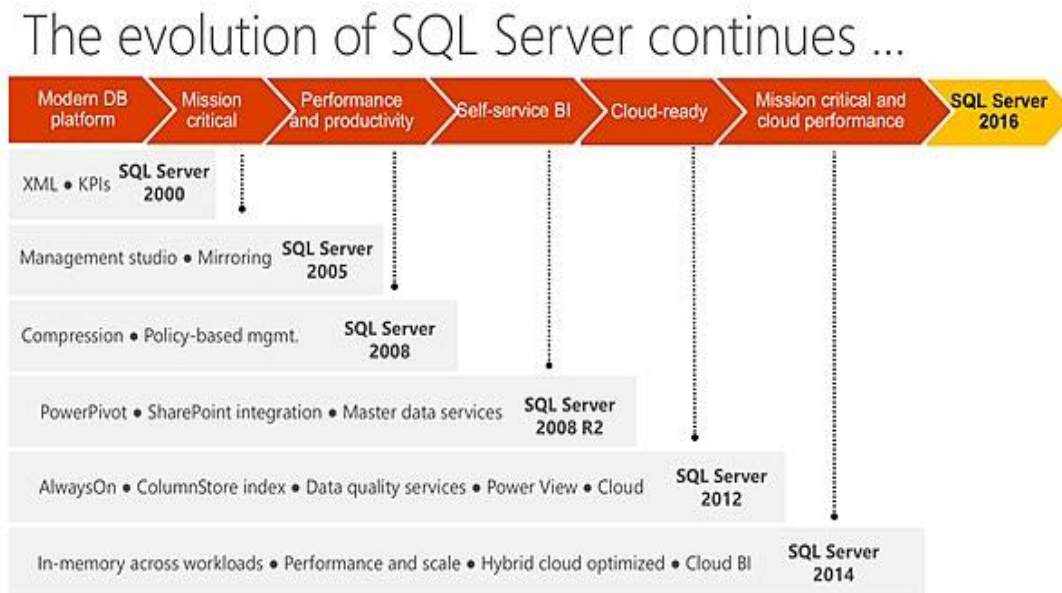 The evolution of SQL Server continues ...
Modern DB
platform
Mission
critical
Performance
and productivity
Self-service BI
Cloud-ready
Mission critical and
cloud performance
SQL Server
2016
XML ● KPIs
SQL Server
2000
Management studio ● Mirroring
SQL Server
2005
Compression ● Policy-based mgmt.
SQL Server
2008
PowerPivot ● SharePoint integration ● Master data services
SQL Server
2008 R2
AlwaysOn ● ColumnStore index ● Data quality services ● Power View ● Cloud
SQL Server
2012
In-memory across workloads ● Performance and scale ● Hybrid cloud optimized ● Cloud BI
SQL Server
2014